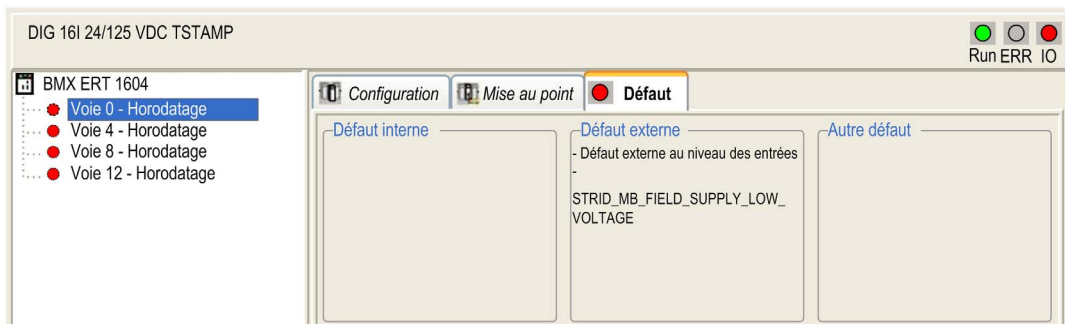 DIG 16I 24/125 VDC TSTAMP
Run ERR IO
BMX ERT 1604
Voie 0 - Horodatage
Voie 4 - Horodatage
Voie 8 - Horodatage
Voie 12 - Horodatage
Configuration
Mise au point
Défaut
Défaut interne
Défaut externe
- Défaut externe au niveau des entrées
-
STRID_MB_FIELD_SUPPLY_LOW_
VOLTAGE
Autre défaut